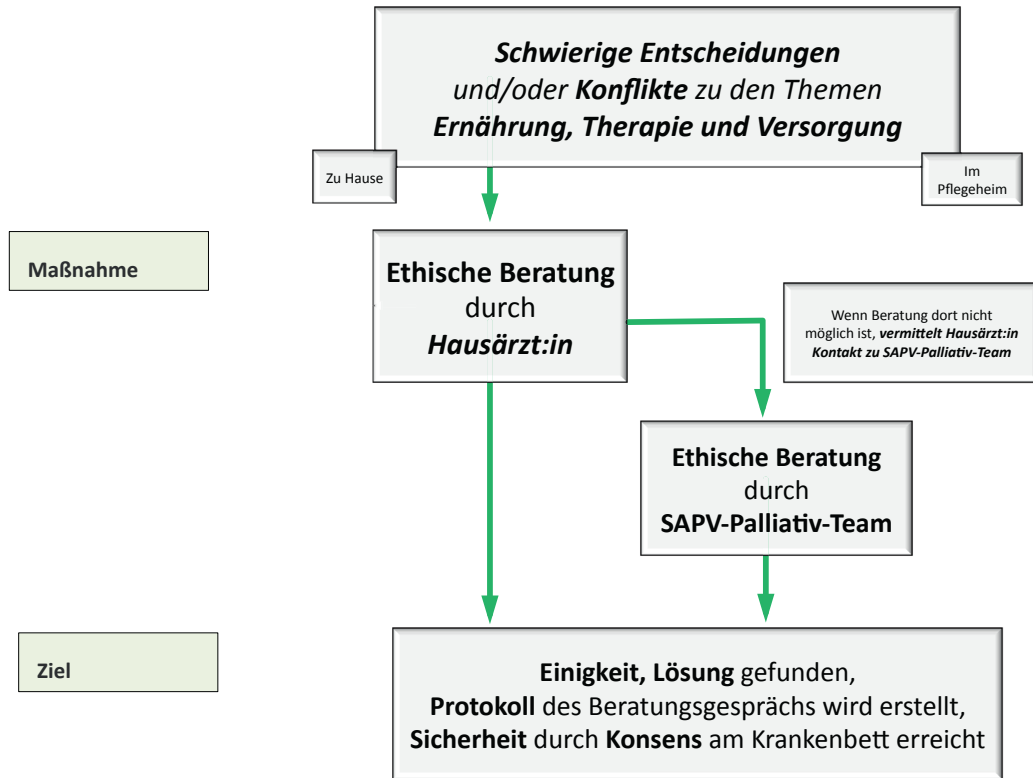 Schwierige Entscheidungen
und/oder Konflikte zu den Themen
Ernährung, Therapie und Versorgung
Zu Hause
Im
Pflegeheim
Maßnahme
Ethische Beratung
durch
Hausärzt:in
Wenn Beratung dort nicht
möglich ist, vermittelt Hausärzt:in
Kontakt zu SAPV-Palliativ-Team
Ethische Beratung
durch
SAPV-Palliativ-Team
Ziel
Einigkeit, Lösung gefunden,
Protokoll des Beratungsgesprächs wird erstellt,
Sicherheit durch Konsens am Krankenbett erreicht